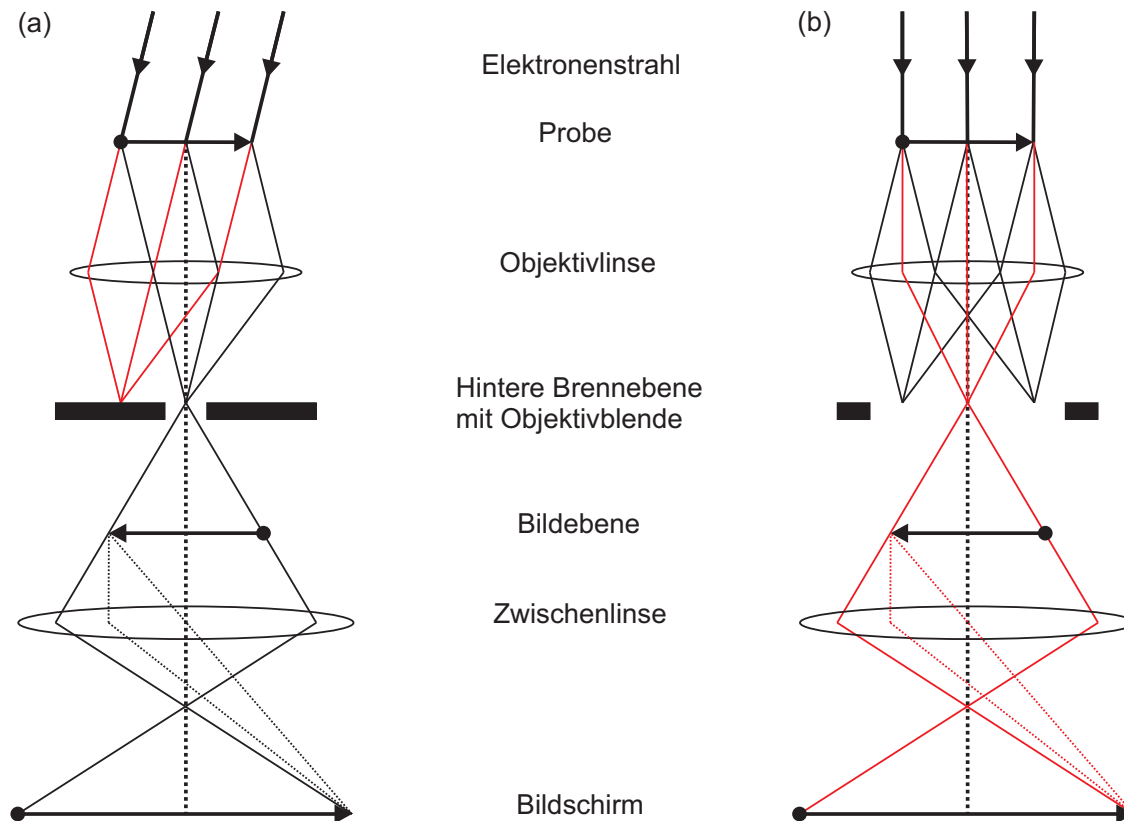 (a)
(b)
Elektronenstrahl
Probe
Objektivlinse
Hintere Brennebene
mit Objektivblende
Bildebene
Zwischenlinse
Bildschirm